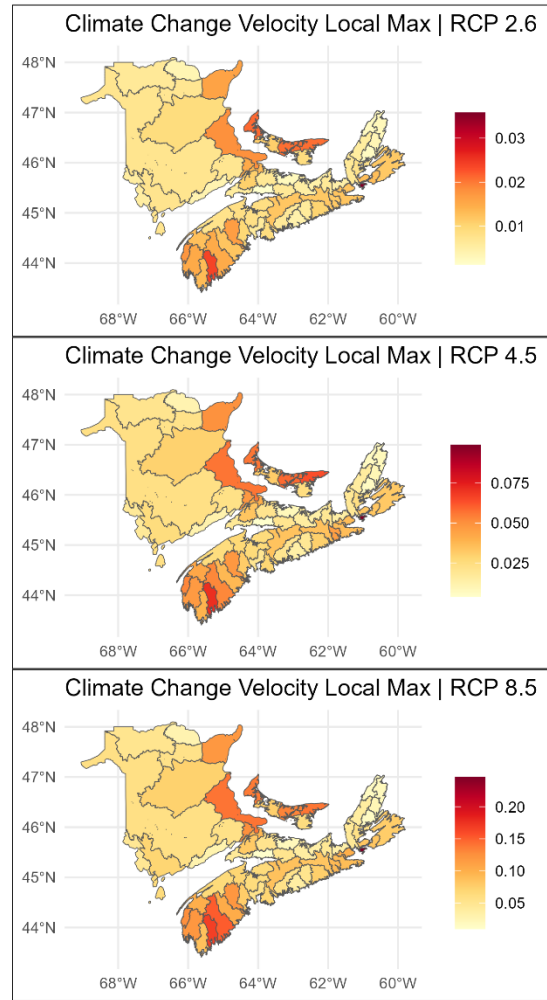 Climate Change Velocity Local Max | RCP 2.6
48°N
47°N
46°N
45°N
44°N
68°W 66°W 64°W 62°W 60°W
0.03
0.02
0.01
Climate Change Velocity Local Max | RCP 4.5
48°N
47°N
46°N
45°N
44°N
68°W 66°W 64°W 62°W 60°W
0.075
0.050
0.025
Climate Change Velocity Local Max | RCP 8.5
48°N
47°N
46°N
45°N
44°N
68°W 66°W 64°W 62°W 60°W
0.20
0.15
0.10
0.05